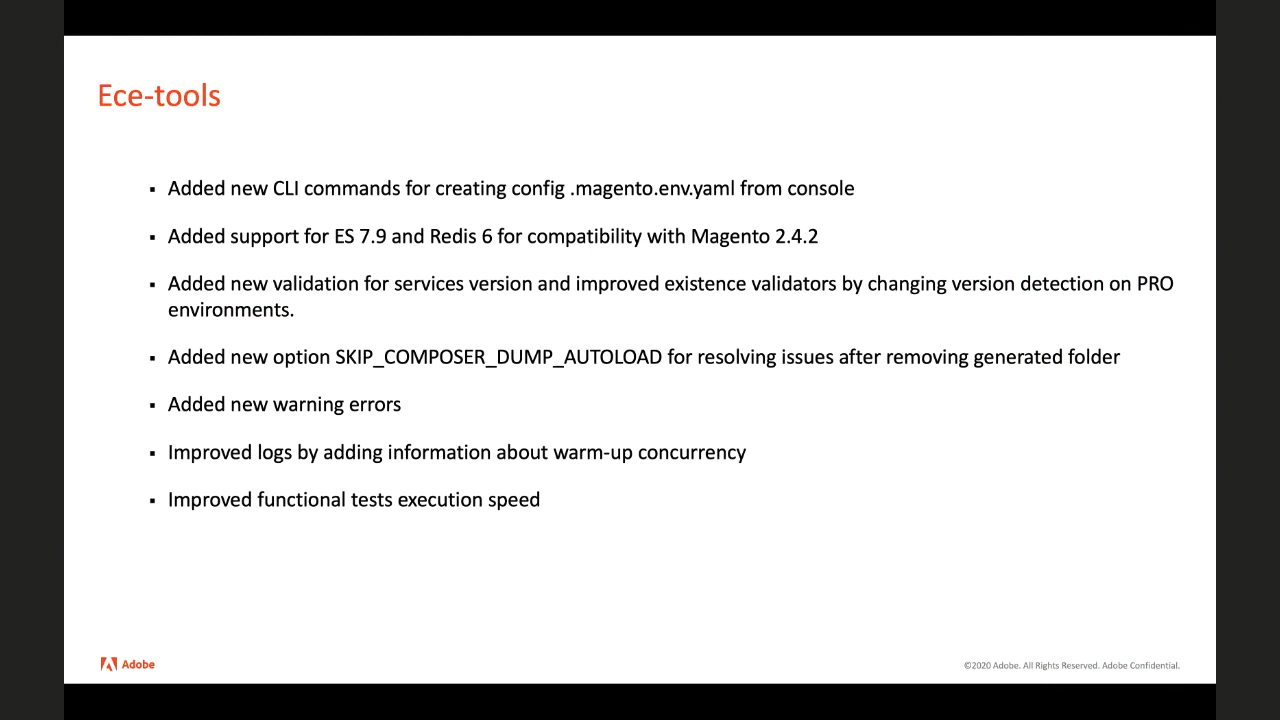 Ece-tools
▪ Added new CLI commands for creating config .magento.env.yaml from console
▪ Added support for ES 7.9 and Redis 6 for compatibility with Magento 2.4.2
▪ Added new validation for services version and improved existence validators by changing version detection on PRO
environments.
▪ Added new option SKIP_COMPOSER_DUMP_AUTOLOAD for resolving issues after removing generated folder
▪ Added new warning errors
▪ Improved logs by adding information about warm-up concurrency
▪ Improved functional tests execution speed
Adobe
©2020 Adobe. All Rights Reserved. Adobe Confidential.